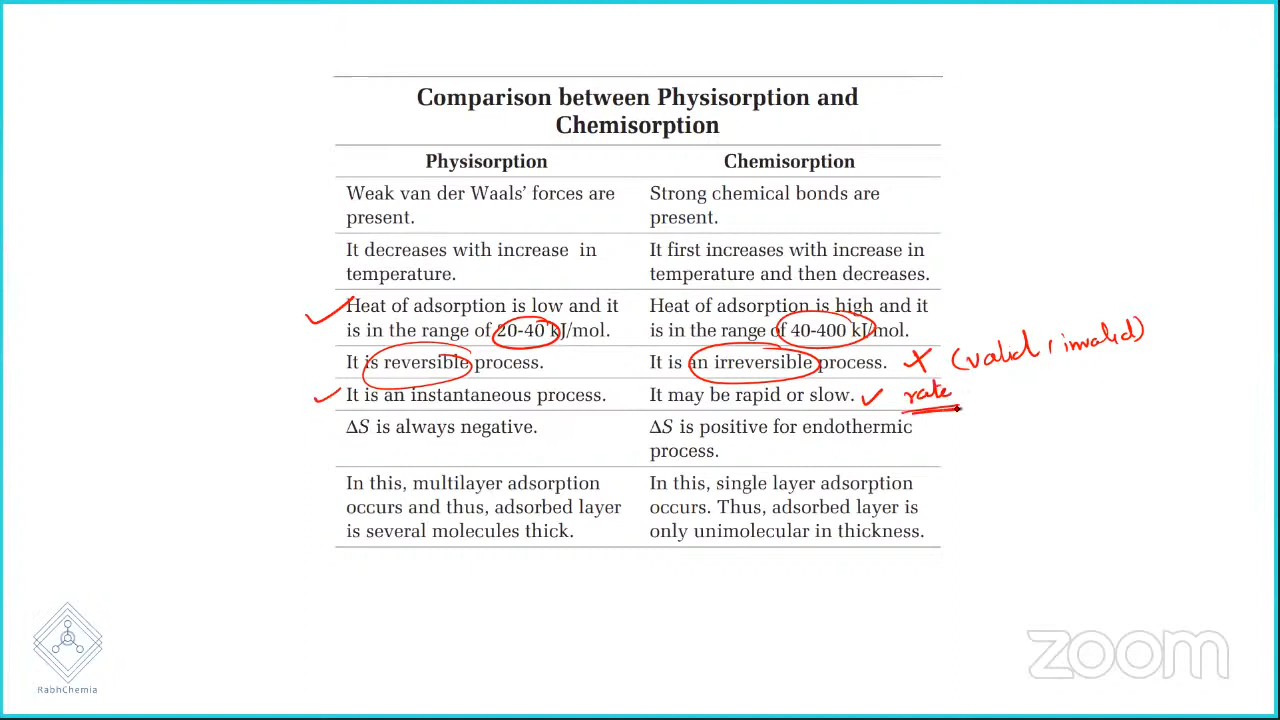 Comparison between Physisorption and
Chemisorption
Physisorption
Chemisorption
Weak van der Waals’ forces are
present.
Strong chemical bonds are
present.
It decreases with increase in
temperature.
It first increases with increase in
temperature and then decreases.
Heat of adsorption is low and it
is in the range of 20-40 kJ/mol.
Heat of adsorption is high and it
is in the range of 40-400 kJ/mol.
It is reversible process.
It is an irreversible process.
(valid / invalid)
It is an instantaneous process.
It may be rapid or slow.
rate
ΔS is always negative.
ΔS is positive for endothermic
process.
In this, multilayer adsorption
occurs and thus, adsorbed layer
is several molecules thick.
In this, single layer adsorption
occurs. Thus, adsorbed layer is
only unimolecular in thickness.
RabhChemia
zoom